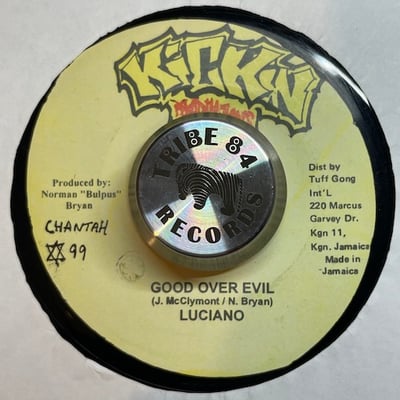 KICKIN
TRIBE 84
RECORDS
Produced by:
Norman "Bulpus"
Bryan
CHANTAH
99
Dist by
Tuff Gong
Int'L
220 Marcus
Garvey Dr.
Kgn 11,
Kgn. Jamaica
Made in
Jamaica
GOOD OVER EVIL
(J. McClymont / N. Bryan)
LUCIANO